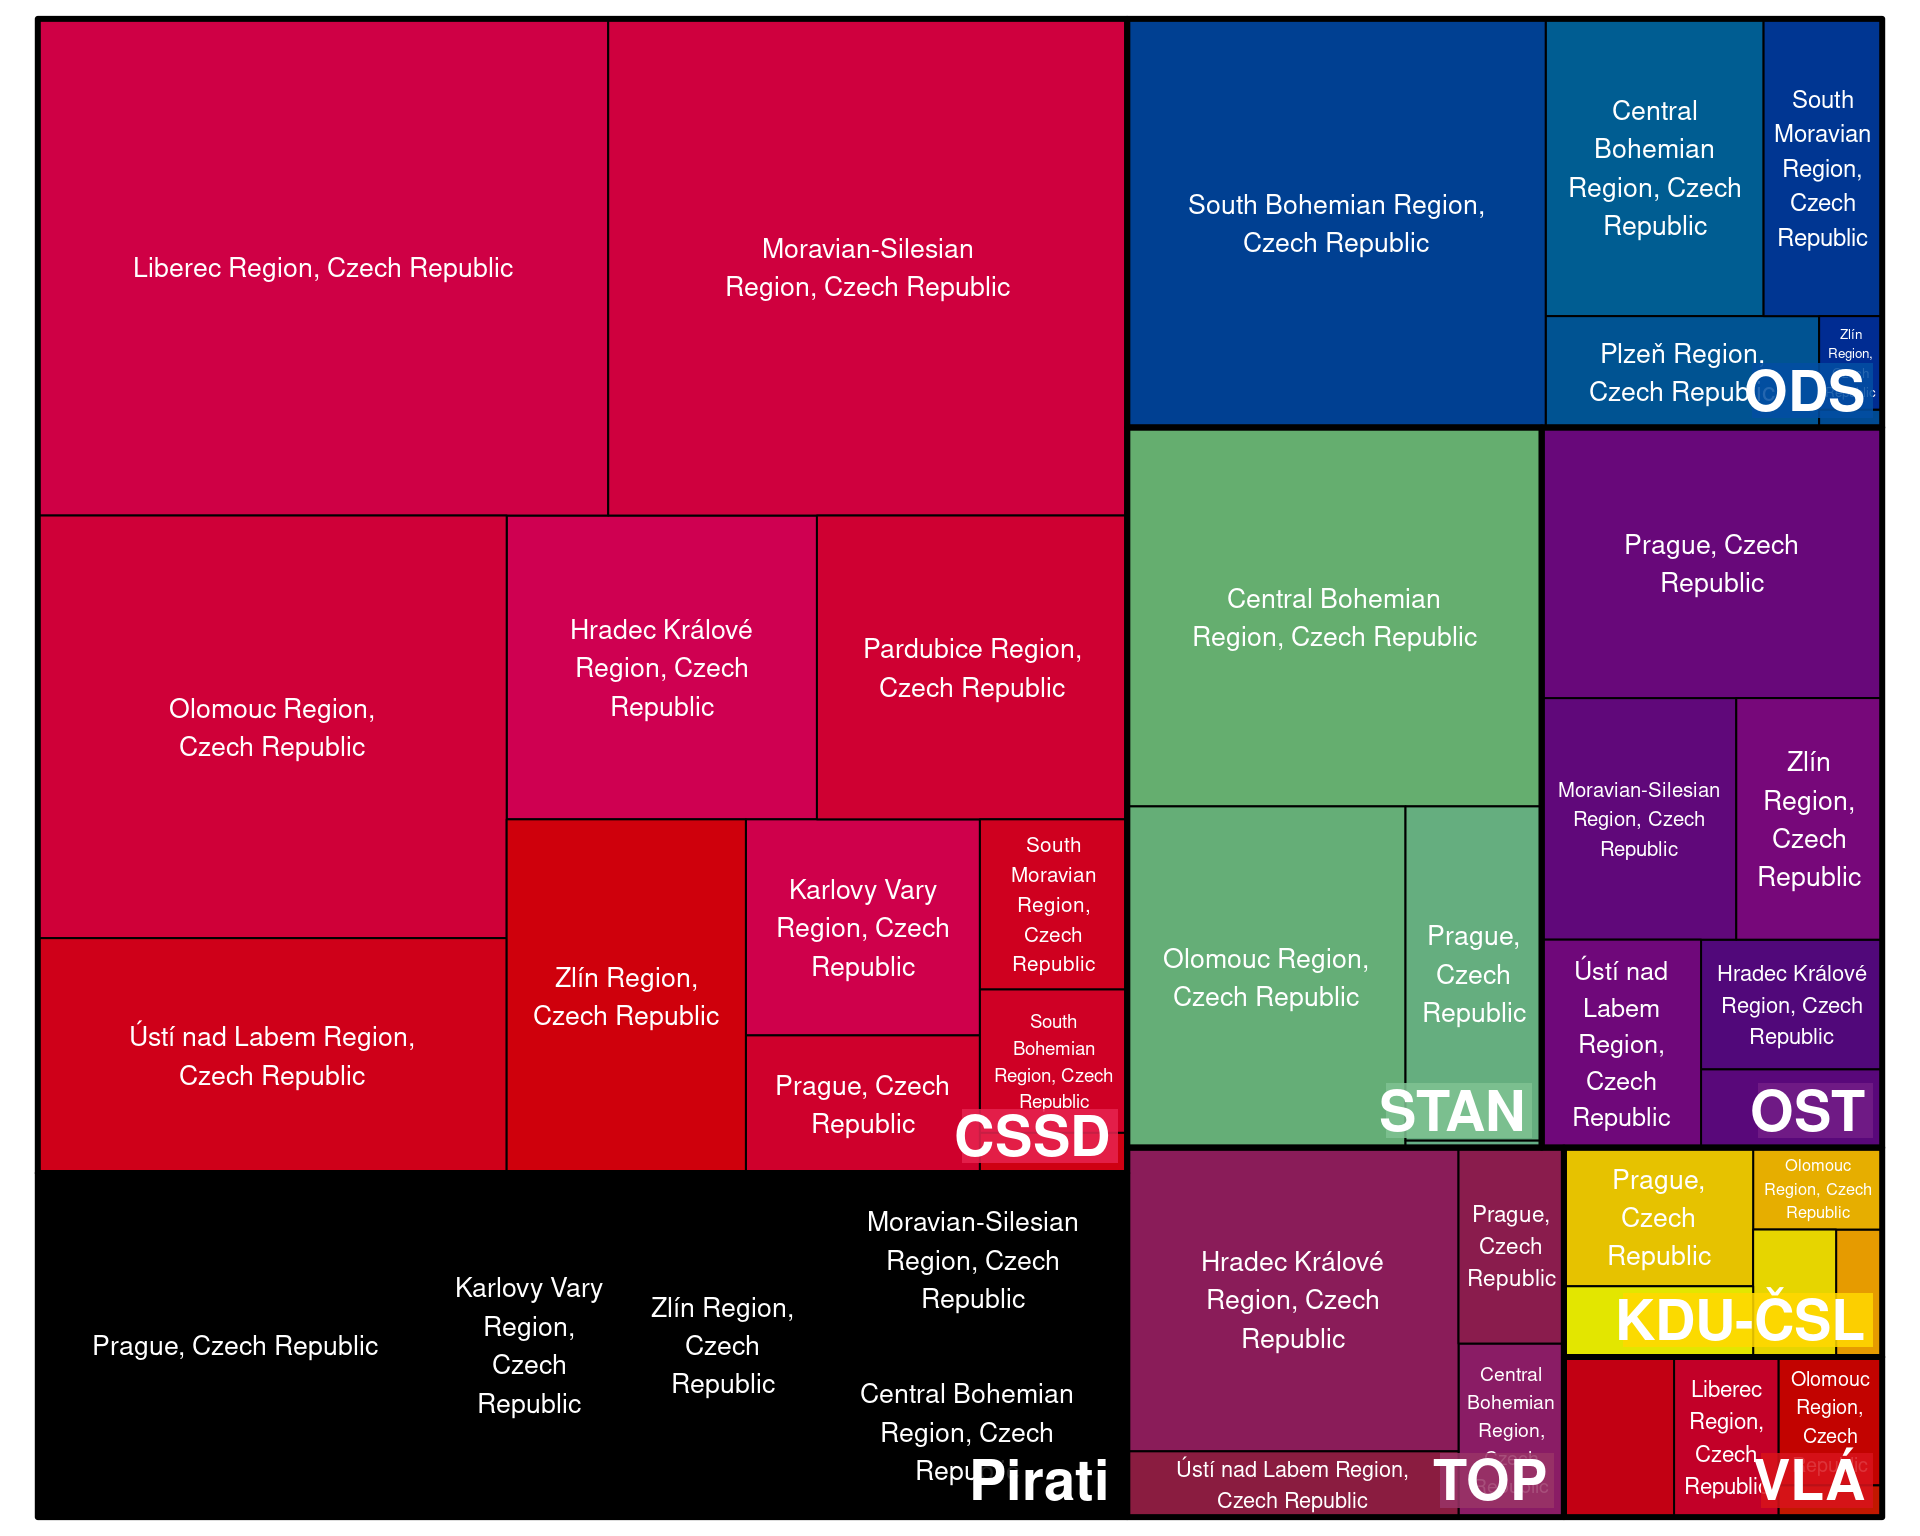 Liberec Region, Czech Republic
Moravian-Silesian
Region, Czech Republic
Olomouc Region,
Czech Republic
Hradec Králové
Region, Czech
Republic
Pardubice Region,
Czech Republic
Ústí nad Labem Region,
Czech Republic
Zlín Region,
Czech Republic
Karlovy Vary
Region, Czech
Republic
Prague, Czech
Republic
South
Moravian
Region,
Czech
Republic
South
Bohemian
Region, Czech
Republic
CSSD
Prague, Czech Republic
Karlovy Vary
Region,
Czech
Republic
Zlín Region,
Czech
Republic
Moravian-Silesian
Region, Czech
Republic
Central Bohemian
Region, Czech
Pirati
South Bohemian Region,
Czech Republic
Central
Bohemian
Region, Czech
Republic
South
Moravian
Region,
Czech
Republic
Plzeň Region,
Czech Republic
Zlín
Region,
ODS
Central Bohemian
Region, Czech Republic
Olomouc Region,
Czech Republic
Prague,
Czech
Republic
STAN
Prague, Czech
Republic
Moravian-Silesian
Region, Czech
Republic
Zlín
Region,
Czech
Republic
Ústí nad
Labem
Region,
Czech
Republic
Hradec Králové
Region, Czech
Republic
OST
Hradec Králové
Region, Czech
Republic
Prague,
Czech
Republic
Central
Bohemian
Region,
Czech
Republic
Ústí nad Labem Region,
Czech Republic
TOP
Prague,
Czech
Republic
Olomouc
Region, Czech
Republic
KDU-ČSL
Liberec
Region,
Czech
Republic
Olomouc
Region,
Czech
Republic
VLÁ